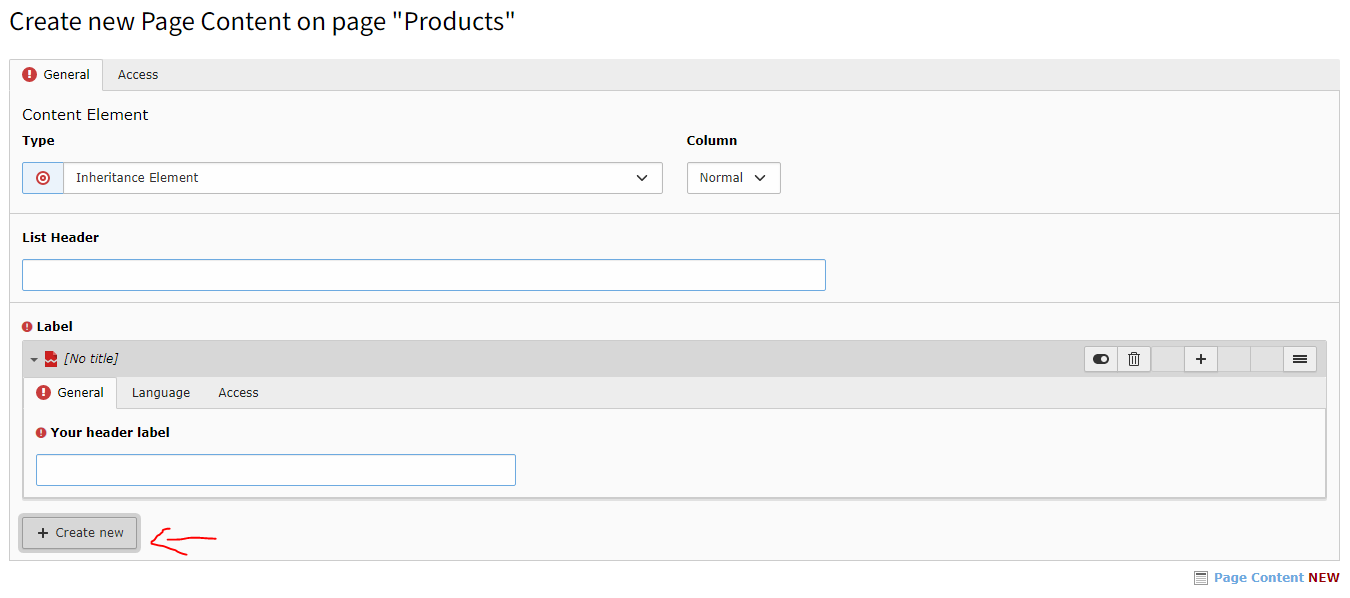 Create new Page Content on page "Products"
General Access
Content Element
Type Column
Inheritance Element Normal
List Header
Label
[No title]
General Language Access
Your header label
+ Create new
Page Content NEW